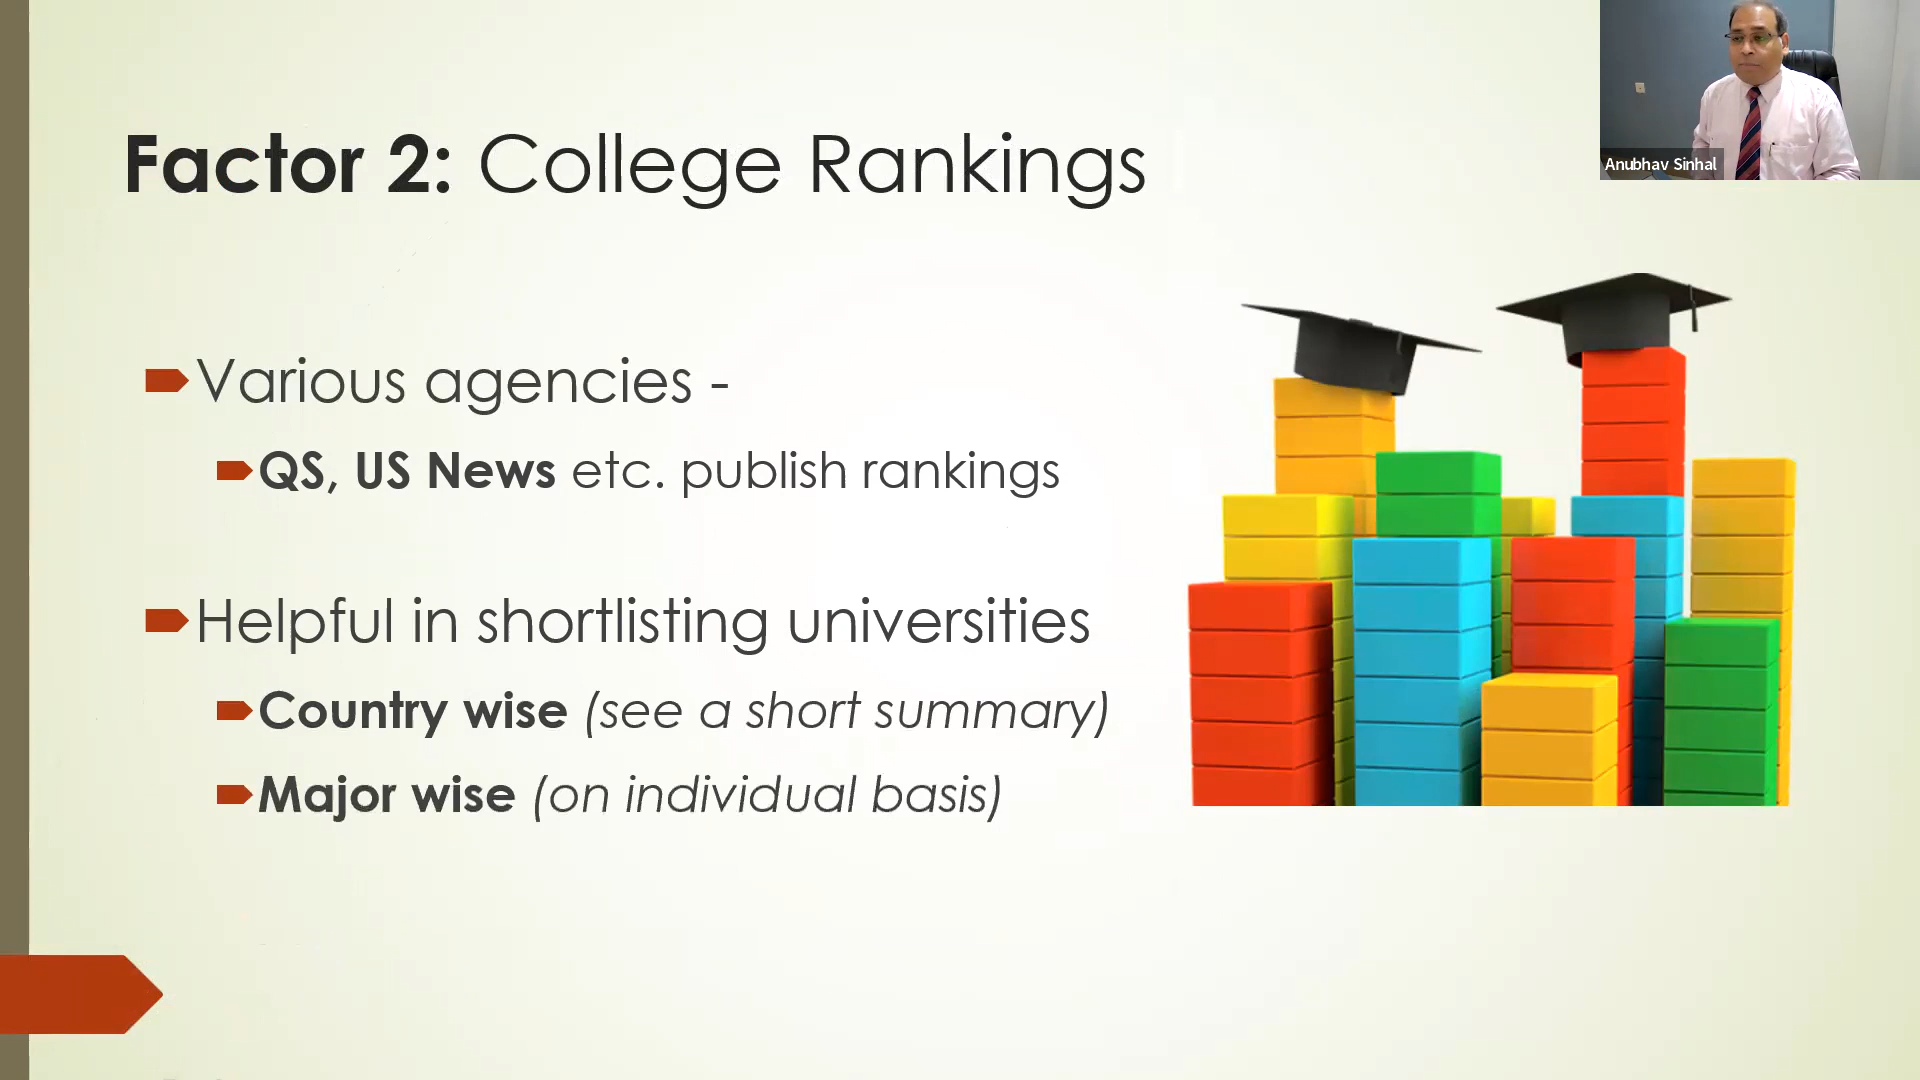 Factor 2: College Rankings
Anubhav Sinhal
Various agencies -
QS, US News etc. publish rankings
Helpful in shortlisting universities
Country wise (see a short summary)
Major wise (on individual basis)